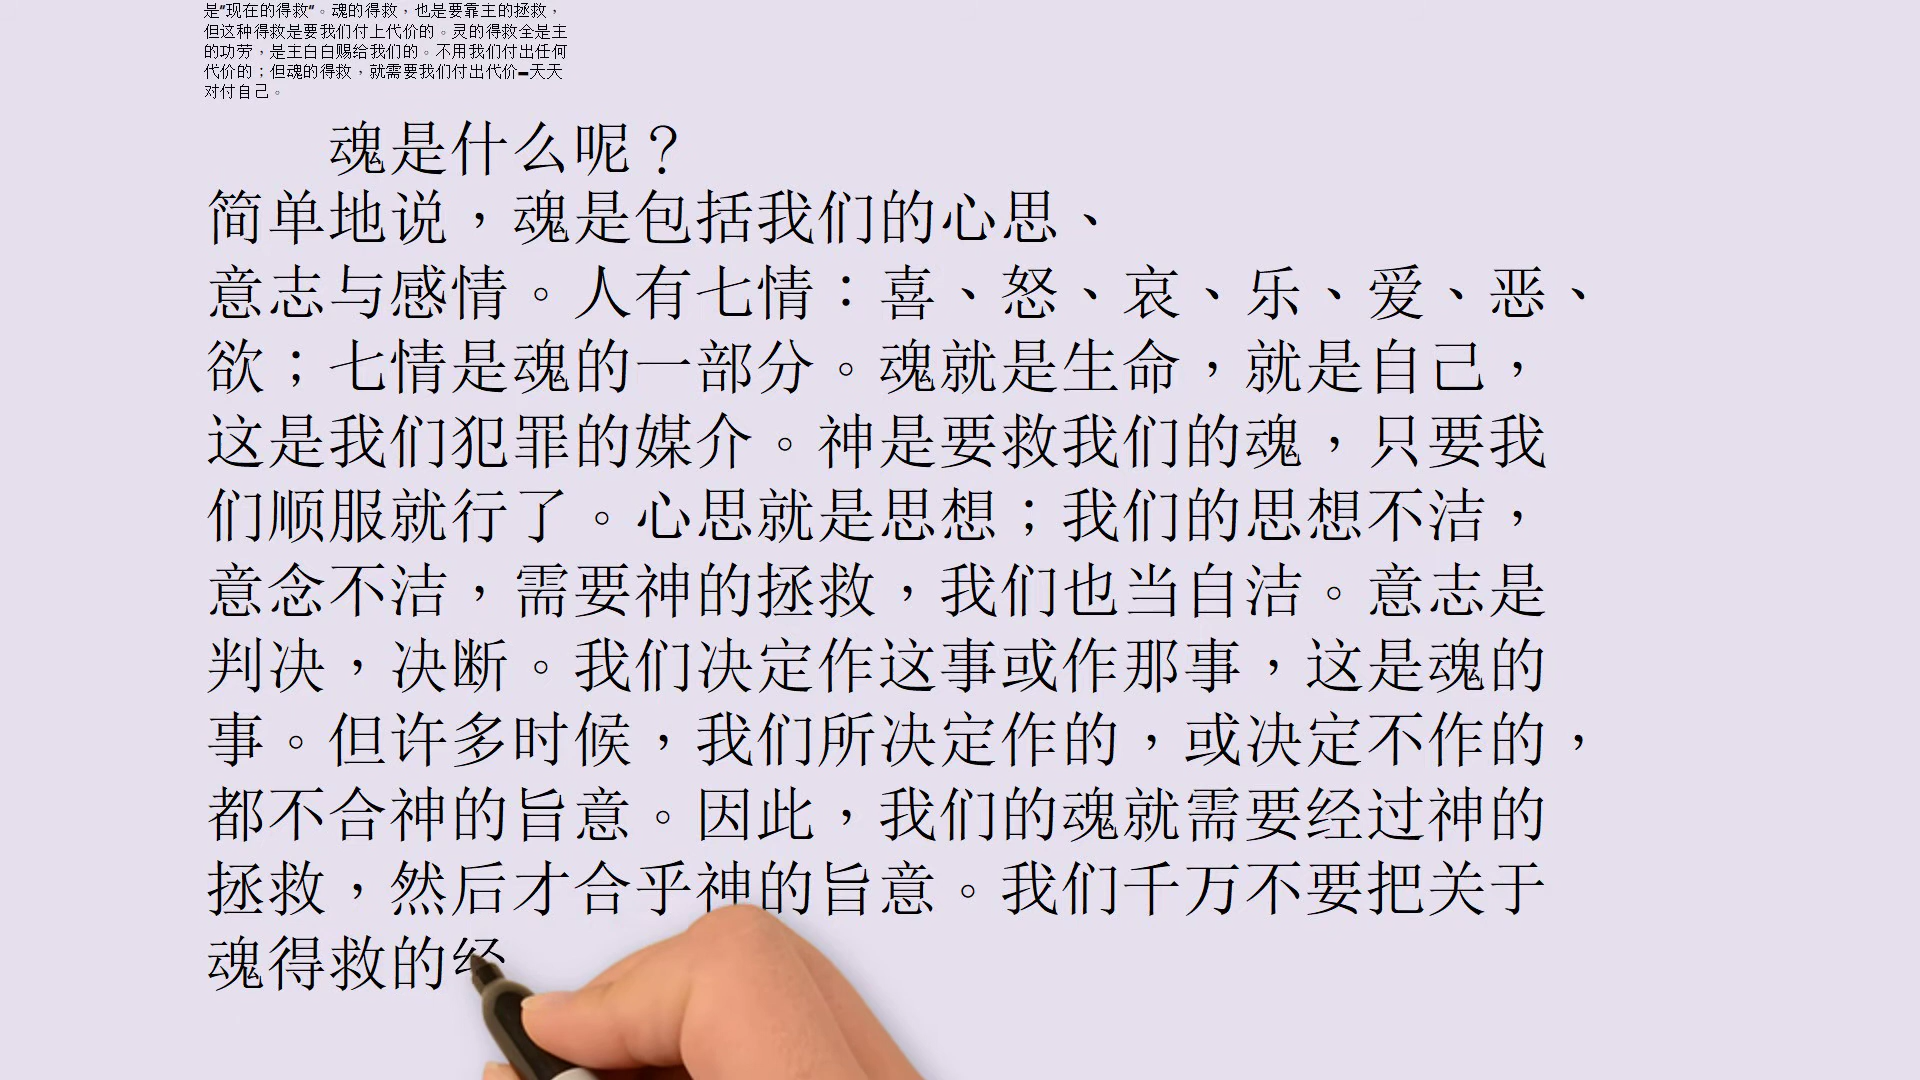 是"现在的得救"。魂的得救，也是要靠主的拯救，
但这种得救是要我们付上代价的。灵的得救全是主
的功劳，是主白白赐给我们的。不用我们付出任何
代价的；但魂的得救，就需要我们付出代价━天天
对付自己。
魂是什么呢？
简单地说，魂是包括我们的心思、
意志与感情。人有七情：喜、怒、哀、乐、爱、恶、
欲；七情是魂的一部分。魂就是生命，就是自己，
这是我们犯罪的媒介。神是要救我们的魂，只要我
们顺服就行了。心思就是思想；我们的思想不洁，
意念不洁，需要神的拯救，我们也当自洁。意志是
判决，决断。我们决定作这事或作那事，这是魂的
事。但许多时候，我们所决定作的，或决定不作的，
都不合神的旨意。因此，我们的魂就需要经过神的
拯救，然后才合乎神的旨意。我们千万不要把关于
魂得救的经